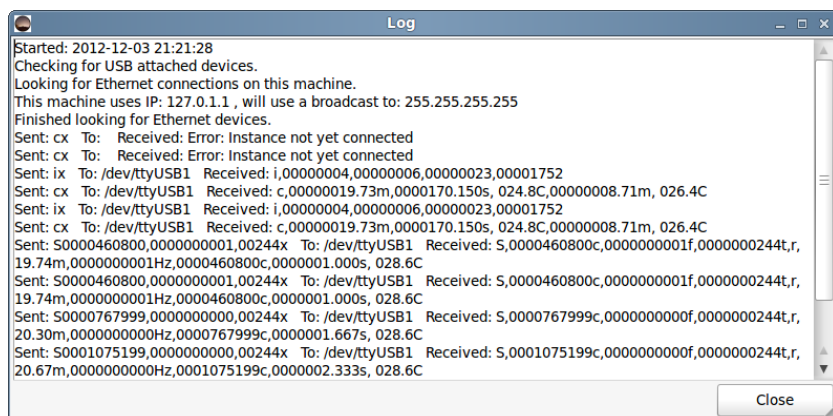 Log
Started: 2012-12-03 21:21:28
Checking for USB attached devices.
Looking for Ethernet connections on this machine.
This machine uses IP: 127.0.1.1 , will use a broadcast to: 255.255.255.255
Finished looking for Ethernet devices.
Sent: cx   To:    Received: Error: Instance not yet connected
Sent: cx   To:    Received: Error: Instance not yet connected
Sent: ix   To: /dev/ttyUSB1   Received: i,00000004,00000006,00000023,00001752
Sent: cx   To: /dev/ttyUSB1   Received: c,00000019.73m,0000170.150s, 024.8C,00000008.71m, 026.4C
Sent: ix   To: /dev/ttyUSB1   Received: i,00000004,00000006,00000023,00001752
Sent: cx   To: /dev/ttyUSB1   Received: c,00000019.73m,0000170.150s, 024.8C,00000008.71m, 026.4C
Sent: S0000460800,0000000001,00244x   To: /dev/ttyUSB1   Received: S,0000460800c,0000000001f,0000000244t,r,
19.74m,0000000001Hz,0000460800c,0000001.000s, 028.6C
Sent: S0000460800,0000000001,00244x   To: /dev/ttyUSB1   Received: S,0000460800c,0000000001f,0000000244t,r,
19.74m,0000000001Hz,0000460800c,0000001.000s, 028.6C
Sent: S0000767999,0000000000,00244x   To: /dev/ttyUSB1   Received: S,0000767999c,0000000000f,0000000244t,r,
20.30m,0000000000Hz,0000767999c,0000001.667s, 028.6C
Sent: S0001075199,0000000000,00244x   To: /dev/ttyUSB1   Received: S,0001075199c,0000000000f,0000000244t,r,
20.67m,0000000000Hz,0001075199c,0000002.333s, 028.6C
Close